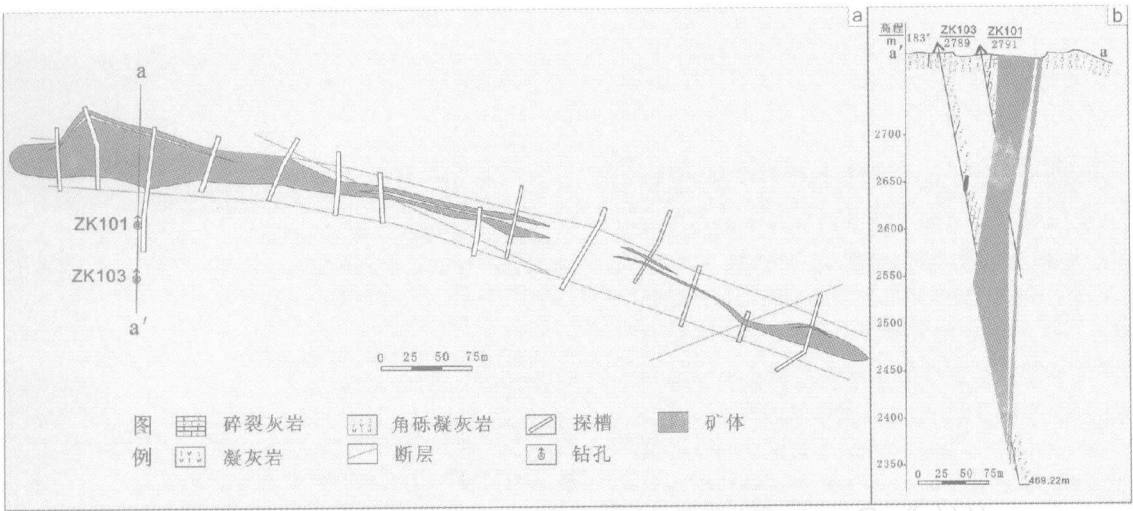 a
a
ZK101
ZK103
a′
0 25 50 75m
图例
碎裂灰岩
角砾凝灰岩
探槽
矿体
凝灰岩
断层
钻孔
b
高程
m
a′
183°
ZK103
2789
ZK101
2791
a
2700
2650
2600
2550
2500
2450
2400
2350
0 25 50 75m
469.22m